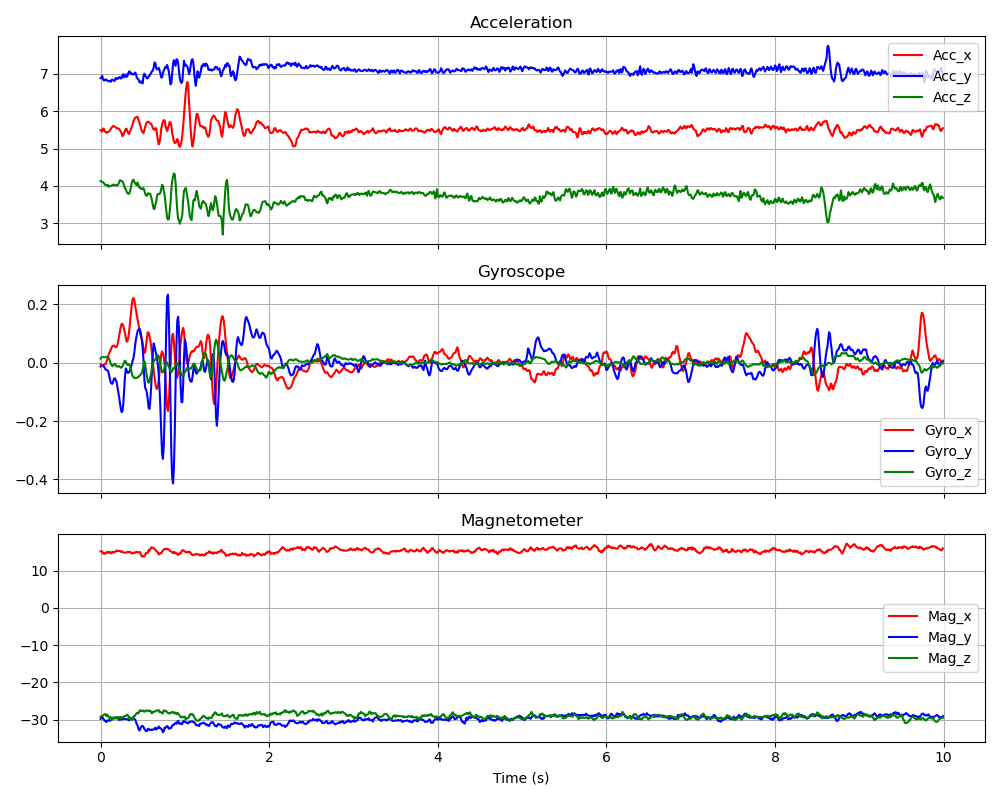 Acceleration
7
6
5
4
3
Acc_x
Acc_y
Acc_z
Gyroscope
0.2
0.0
−0.2
−0.4
Gyro_x
Gyro_y
Gyro_z
Magnetometer
10
0
−10
−20
−30
Mag_x
Mag_y
Mag_z
0 2 4 6 8 10
Time (s)